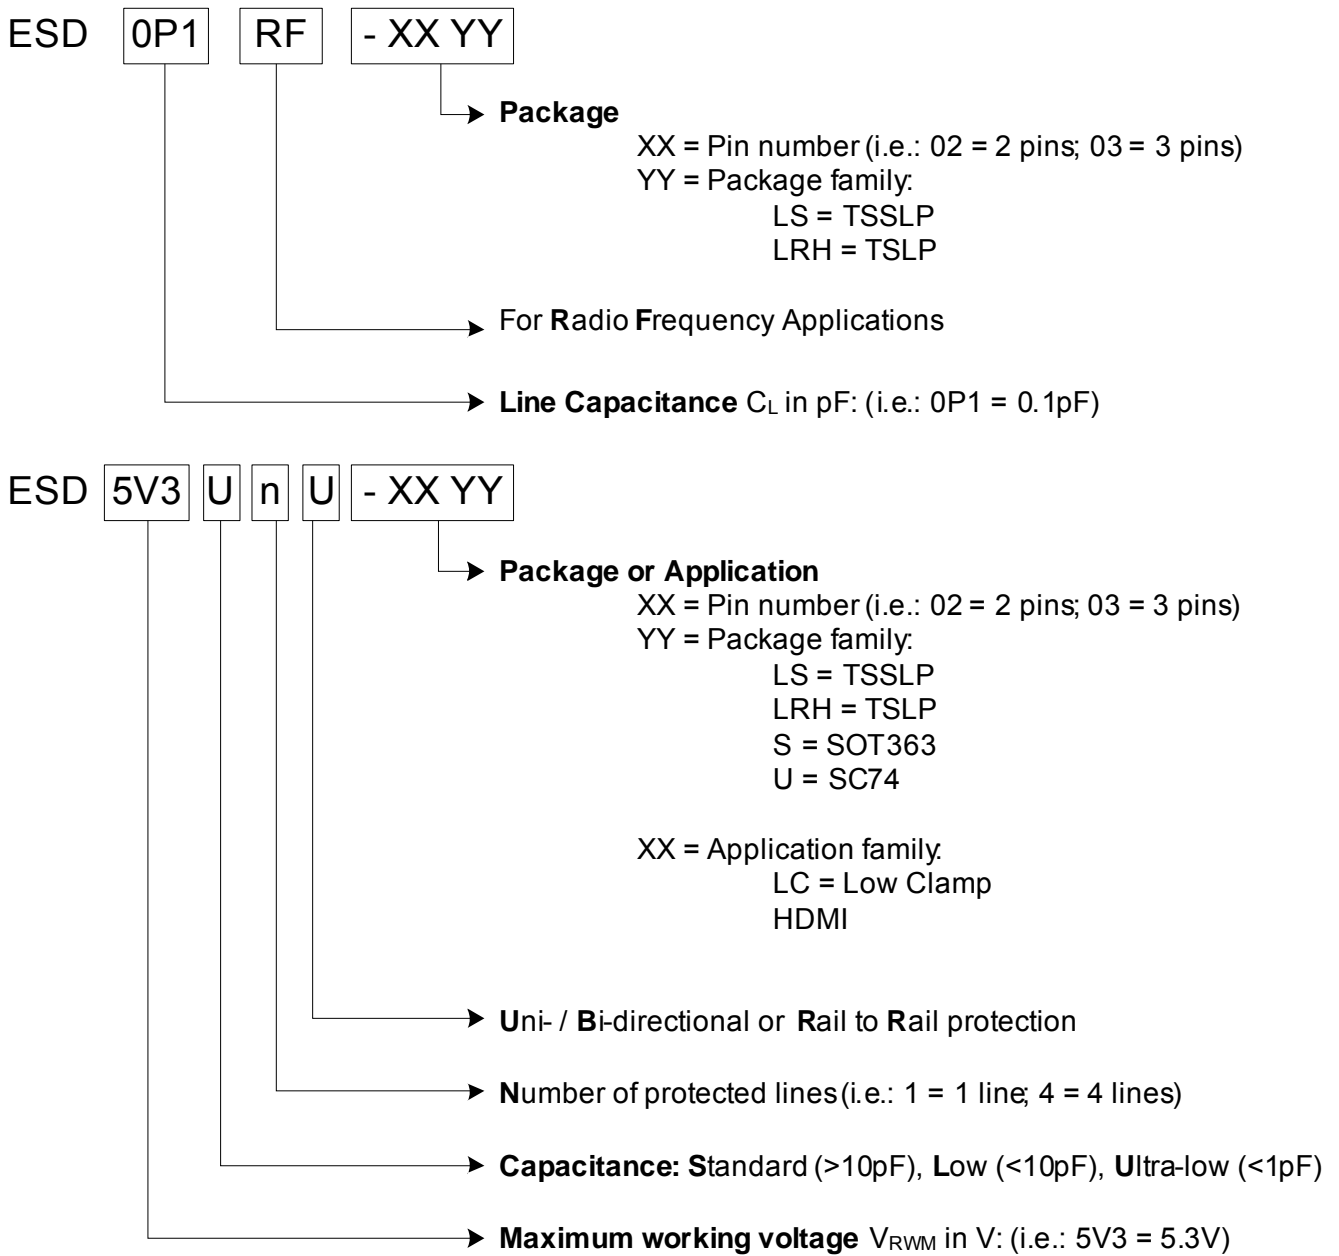 ESD 0P1 RF - XX YY
Package
XX = Pin number (i.e.: 02 = 2 pins; 03 = 3 pins)
YY = Package family:
LS = TSSLP
LRH = TSLP
For Radio Frequency Applications
Line Capacitance CL in pF: (i.e.: 0P1 = 0.1pF)
ESD 5V3 U n U - XX YY
Package or Application
XX = Pin number (i.e.: 02 = 2 pins; 03 = 3 pins)
YY = Package family:
LS = TSSLP
LRH = TSLP
S = SOT363
U = SC74
XX = Application family:
LC = Low Clamp
HDMI
Uni- / Bi-directional or Rail to Rail protection
Number of protected lines (i.e.: 1 = 1 line; 4 = 4 lines)
Capacitance: Standard (>10pF), Low (<10pF), Ultra-low (<1pF)
Maximum working voltage VRWM in V: (i.e.: 5V3 = 5.3V)